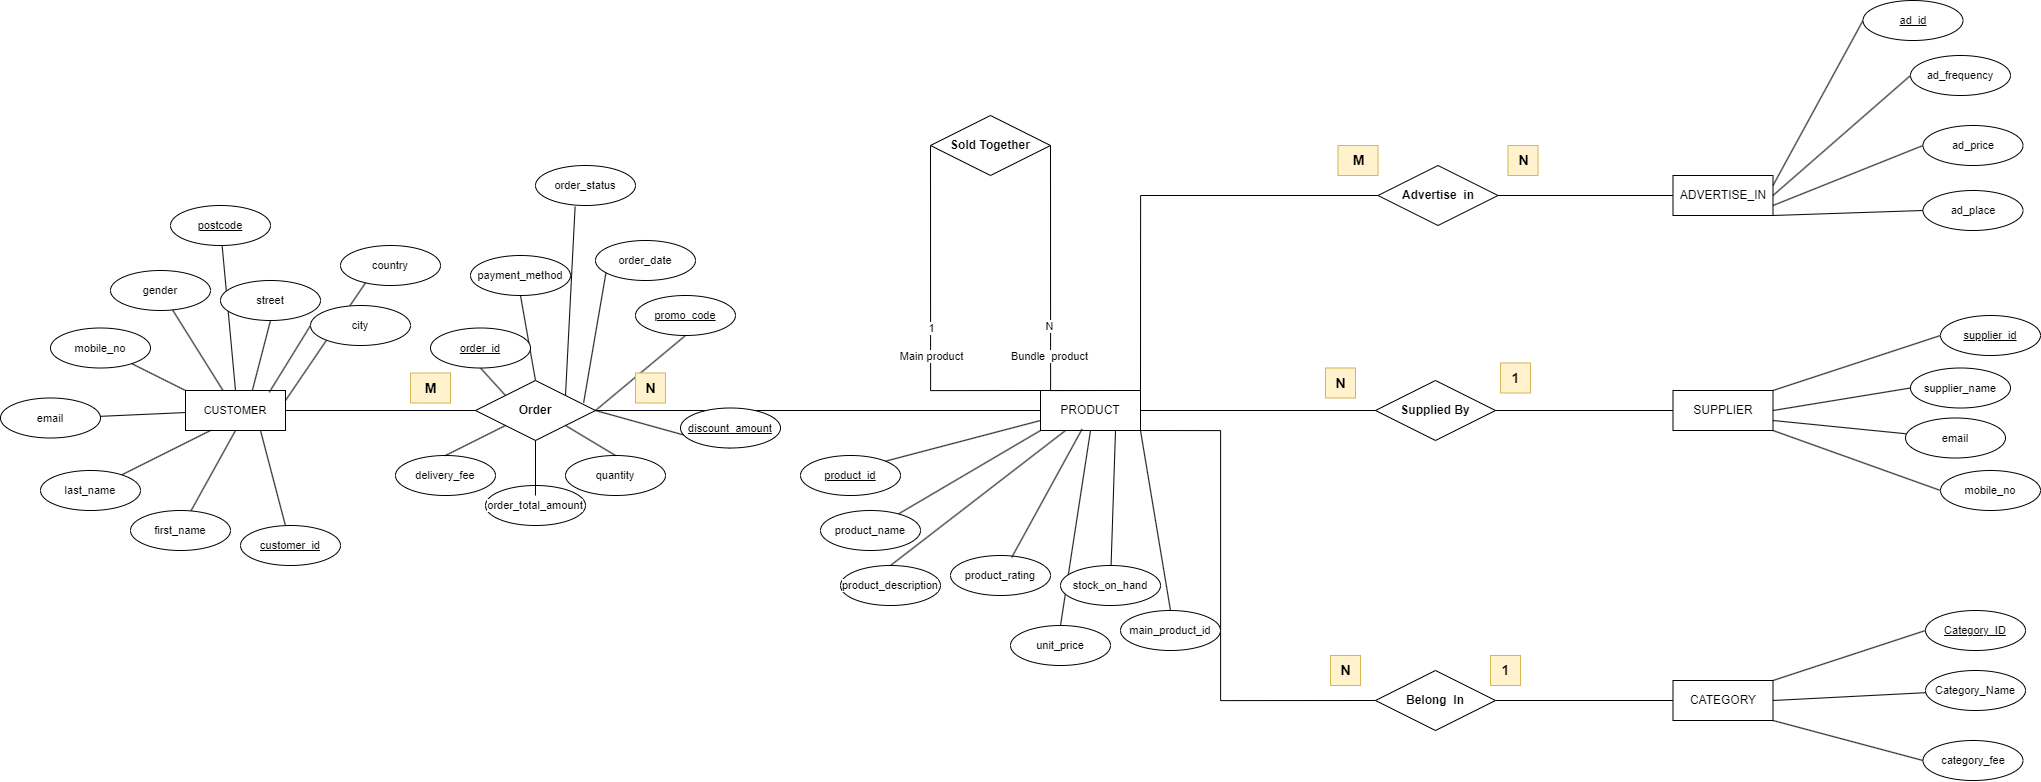 ad_id
ad_frequency
Sold Together
M
N
ad_price
order_status
Advertise in
ADVERTISE_IN
ad_place
postcode
country
payment_method
order_date
gender
street
city
promo_code
1
N
supplier_id
mobile_no
order_id
Main product
Bundle product
M
N
N
1
supplier_name
CUSTOMER
Order
PRODUCT
Supplied By
SUPPLIER
email
discount_amount
email
delivery_fee
quantity
product_id
last_name
order_total_amount
mobile_no
first_name
product_name
customer_id
product_description
product_rating
stock_on_hand
unit_price
main_product_id
Category_ID
N
1
Category_Name
Belong In
CATEGORY
category_fee